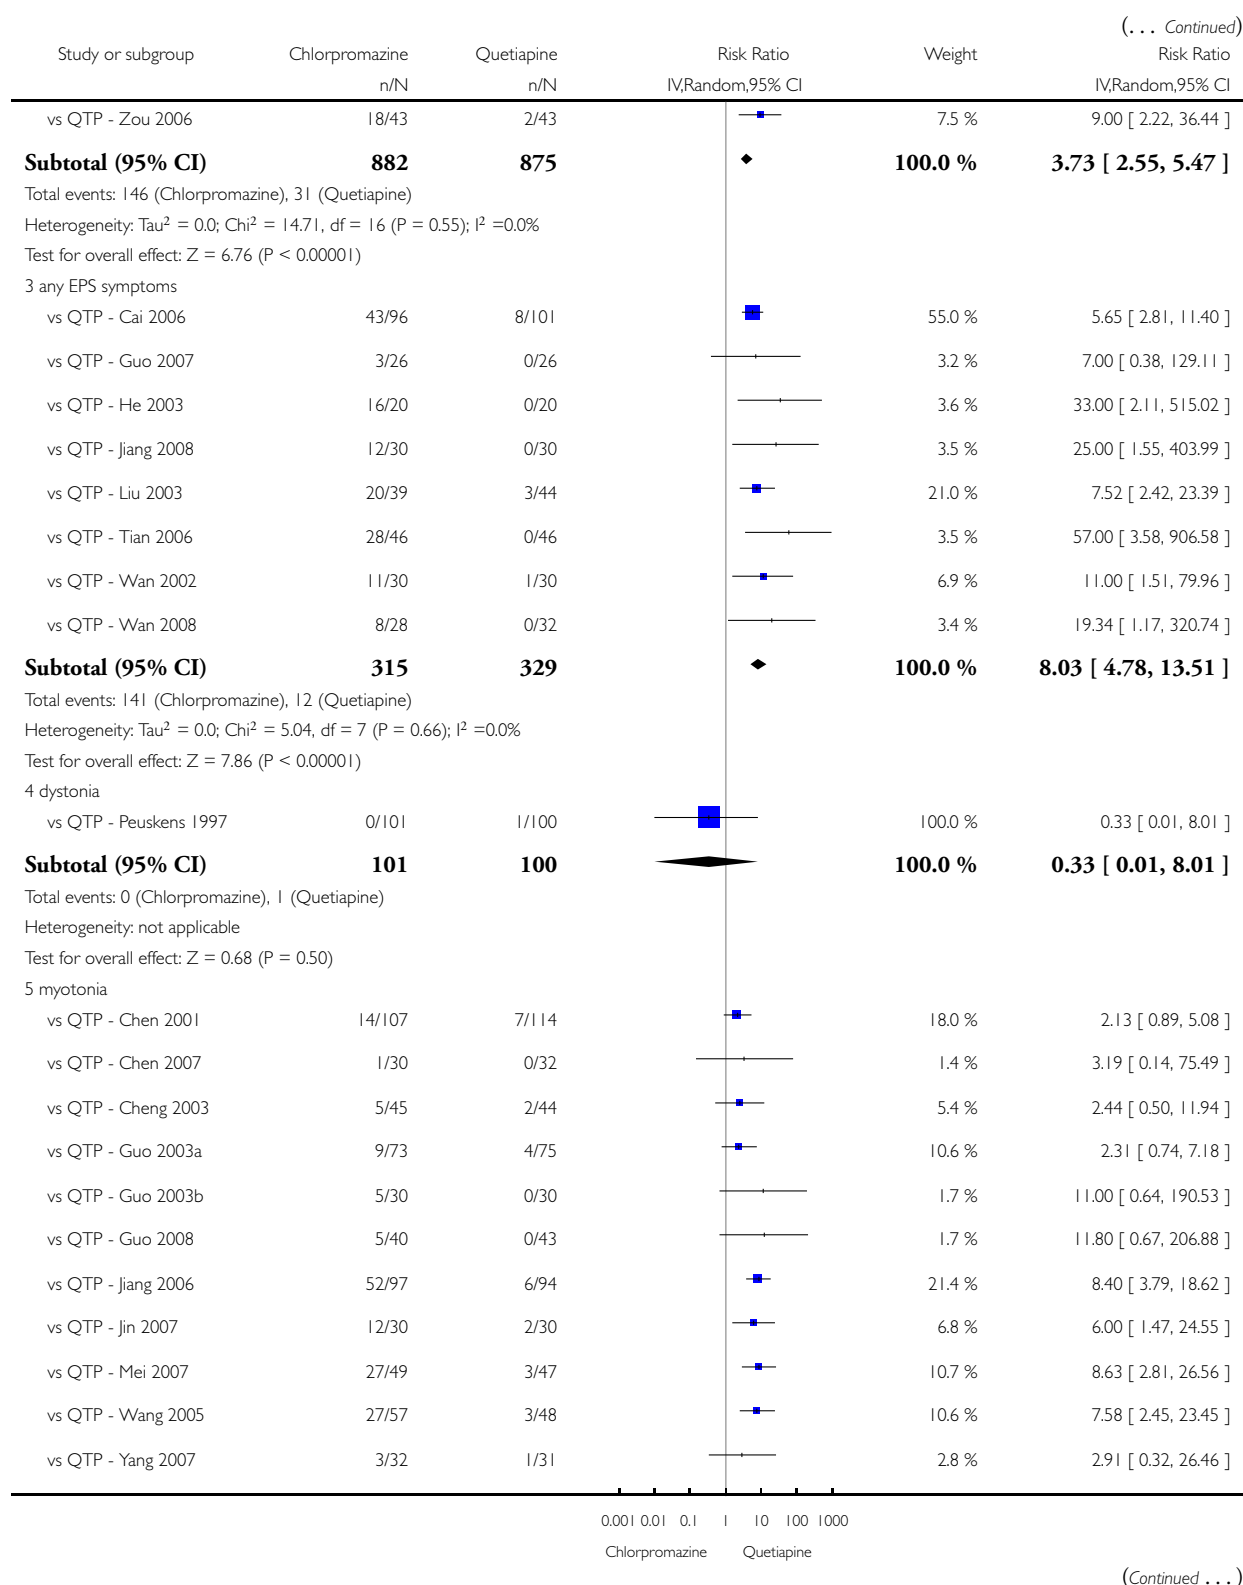 (... Continued)
Study or subgroup Chlorpromazine Quetiapine Risk Ratio Weight Risk Ratio
n/N n/N IV,Random,95% CI IV,Random,95% CI
vs QTP - Zou 2006 18/43 2/43 7.5 % 9.00 [ 2.22, 36.44 ]
Subtotal (95% CI) 882 875 100.0 % 3.73 [ 2.55, 5.47 ]
Total events: 146 (Chlorpromazine), 31 (Quetiapine)
Heterogeneity: Tau² = 0.0; Chi² = 14.71, df = 16 (P = 0.55); I² =0.0%
Test for overall effect: Z = 6.76 (P < 0.00001)
3 any EPS symptoms
vs QTP - Cai 2006 43/96 8/101 55.0 % 5.65 [ 2.81, 11.40 ]
vs QTP - Guo 2007 3/26 0/26 3.2 % 7.00 [ 0.38, 129.11 ]
vs QTP - He 2003 16/20 0/20 3.6 % 33.00 [ 2.11, 515.02 ]
vs QTP - Jiang 2008 12/30 0/30 3.5 % 25.00 [ 1.55, 403.99 ]
vs QTP - Liu 2003 20/39 3/44 21.0 % 7.52 [ 2.42, 23.39 ]
vs QTP - Tian 2006 28/46 0/46 3.5 % 57.00 [ 3.58, 906.58 ]
vs QTP - Wan 2002 11/30 1/30 6.9 % 11.00 [ 1.51, 79.96 ]
vs QTP - Wan 2008 8/28 0/32 3.4 % 19.34 [ 1.17, 320.74 ]
Subtotal (95% CI) 315 329 100.0 % 8.03 [ 4.78, 13.51 ]
Total events: 141 (Chlorpromazine), 12 (Quetiapine)
Heterogeneity: Tau² = 0.0; Chi² = 5.04, df = 7 (P = 0.66); I² =0.0%
Test for overall effect: Z = 7.86 (P < 0.00001)
4 dystonia
vs QTP - Peuskens 1997 0/101 1/100 100.0 % 0.33 [ 0.01, 8.01 ]
Subtotal (95% CI) 101 100 100.0 % 0.33 [ 0.01, 8.01 ]
Total events: 0 (Chlorpromazine), 1 (Quetiapine)
Heterogeneity: not applicable
Test for overall effect: Z = 0.68 (P = 0.50)
5 myotonia
vs QTP - Chen 2001 14/107 7/114 18.0 % 2.13 [ 0.89, 5.08 ]
vs QTP - Chen 2007 1/30 0/32 1.4 % 3.19 [ 0.14, 75.49 ]
vs QTP - Cheng 2003 5/45 2/44 5.4 % 2.44 [ 0.50, 11.94 ]
vs QTP - Guo 2003a 9/73 4/75 10.6 % 2.31 [ 0.74, 7.18 ]
vs QTP - Guo 2003b 5/30 0/30 1.7 % 11.00 [ 0.64, 190.53 ]
vs QTP - Guo 2008 5/40 0/43 1.7 % 11.80 [ 0.67, 206.88 ]
vs QTP - Jiang 2006 52/97 6/94 21.4 % 8.40 [ 3.79, 18.62 ]
vs QTP - Jin 2007 12/30 2/30 6.8 % 6.00 [ 1.47, 24.55 ]
vs QTP - Mei 2007 27/49 3/47 10.7 % 8.63 [ 2.81, 26.56 ]
vs QTP - Wang 2005 27/57 3/48 10.6 % 7.58 [ 2.45, 23.45 ]
vs QTP - Yang 2007 3/32 1/31 2.8 % 2.91 [ 0.32, 26.46 ]
0.001 0.01 0.1 1 10 100 1000
Chlorpromazine Quetiapine
(Continued ...)